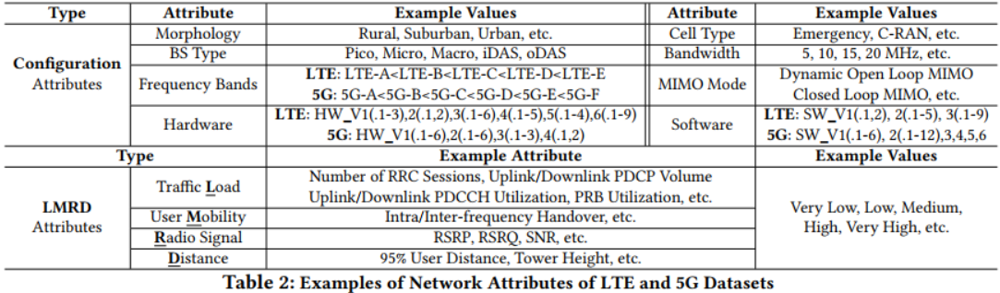 Type Attribute Example Values Attribute Example Values
Configuration Attributes Morphology Rural, Suburban, Urban, etc. Cell Type Emergency, C-RAN, etc.
BS Type Pico, Micro, Macro, iDAS, oDAS Bandwidth 5, 10, 15, 20 MHz, etc.
Frequency Bands LTE: LTE-A<LTE-B<LTE-C<LTE-D<LTE-E MIMO Mode Dynamic Open Loop MIMO
5G: 5G-A<5G-B<5G-C<5G-D<5G-E<5G-F Closed Loop MIMO, etc.
Hardware LTE: HW_V1(.1-3),2(.1,2),3(.1-6),4(.1-5),5(.1-4),6(.1-9) Software LTE: SW_V1(.1,2), 2(.1-5), 3(.1-9)
5G: HW_V1(.1-6),2(.1-6),3(.1-3),4(.1,2) 5G: SW_V1(.1-6), 2(.1-12),3,4,5,6
Type Example Attribute Example Values
LMRD Attributes Traffic Load Number of RRC Sessions, Uplink/Downlink PDCP Volume
Uplink/Downlink PDCCH Utilization, PRB Utilization, etc.
Very Low, Low, Medium,
High, Very High, etc.
User Mobility Intra/Inter-frequency Handover, etc.
Radio Signal RSRP, RSRQ, SNR, etc.
Distance 95% User Distance, Tower Height, etc.
Table 2: Examples of Network Attributes of LTE and 5G Datasets